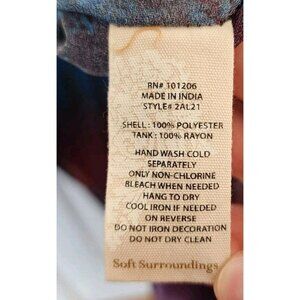 RN# 101206
MADE IN INDIA
STYLE# 2AL21
SHELL : 100% POLYESTER
TANK : 100% RAYON
HAND WASH COLD
SEPARATELY
ONLY NON-CHLORINE
BLEACH WHEN NEEDED
HANG TO DRY
COOL IRON IF NEEDED
ON REVERSE
DO NOT IRON DECORATION
DO NOT DRY CLEAN
Soft Surroundings